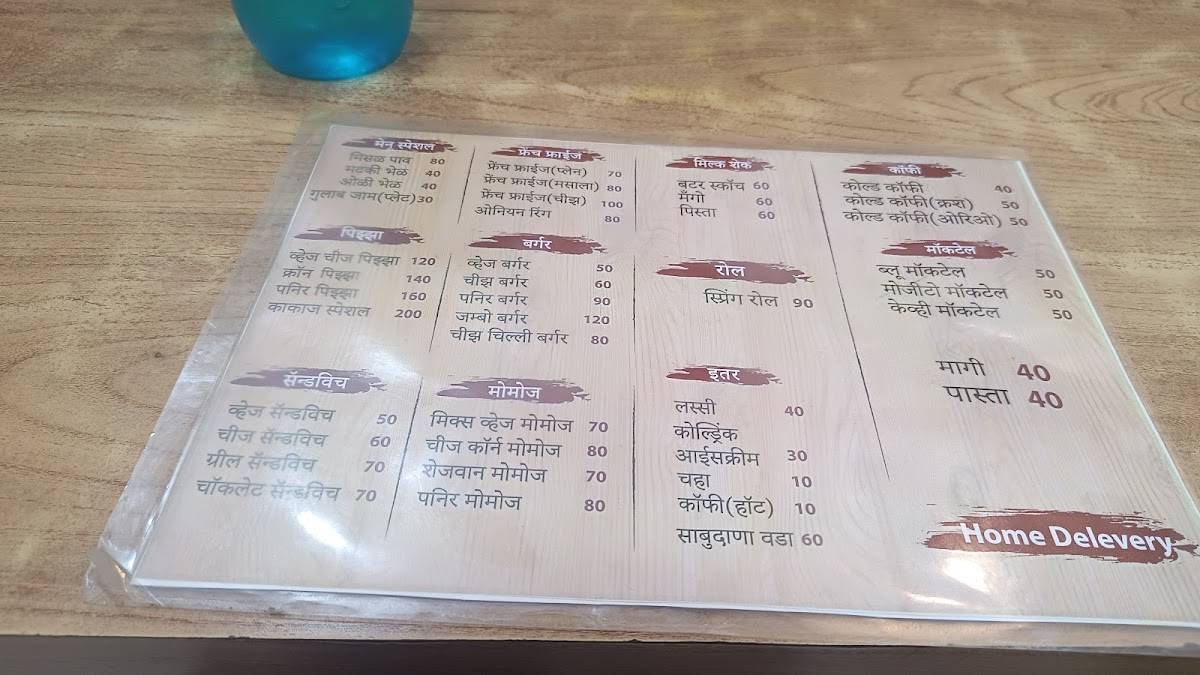 मेन स्पेशल
मिसळ पाव 80
मटकी भेळ 40
ओळी भेळ 40
गुलाब जाम(प्लेट) 30
फ्रेंच फ्राईज
फ्रेंच फ्राईज(प्लेन) 70
फ्रेंच फ्राईज(मसाला) 80
फ्रेंच फ्राईज(चीझ) 100
ओनियन रिंग 80
मिल्क शेक
बटर स्कॉच 60
मँगो 60
पिस्ता 60
कॉफी
कोल्ड कॉफी 40
कोल्ड कॉफी(क्रश) 50
कोल्ड कॉफी(ओरिओ) 50
पिझ्झा
व्हेज चीज पिझ्झा 120
क्रॉन पिझ्झा 140
पनिर पिझ्झा 160
काकाज स्पेशल 200
बर्गर
व्हेज बर्गर 50
चीझ बर्गर 60
पनिर बर्गर 90
जम्बो बर्गर 120
चीझ चिल्ली बर्गर 80
रोल
स्प्रिंग रोल 90
मॉकटेल
ब्लू मॉकटेल 50
मोजीटो मॉकटेल 50
केव्ही मॉकटेल 50
मागी 40
पास्ता 40
सॅन्डविच
व्हेज सॅन्डविच 50
चीज सॅन्डविच 60
ग्रील सॅन्डविच 70
चॉकलेट सॅन्डविच 70
मोमोज
मिक्स व्हेज मोमोज 70
चीज कॉर्न मोमोज 80
शेजवान मोमोज 70
पनिर मोमोज 80
इतर
लस्सी 40
कोल्ड्रिंक
आईसक्रीम 30
चहा 10
कॉफी(हॉट) 10
साबुदाणा वडा 60
Home Delevery